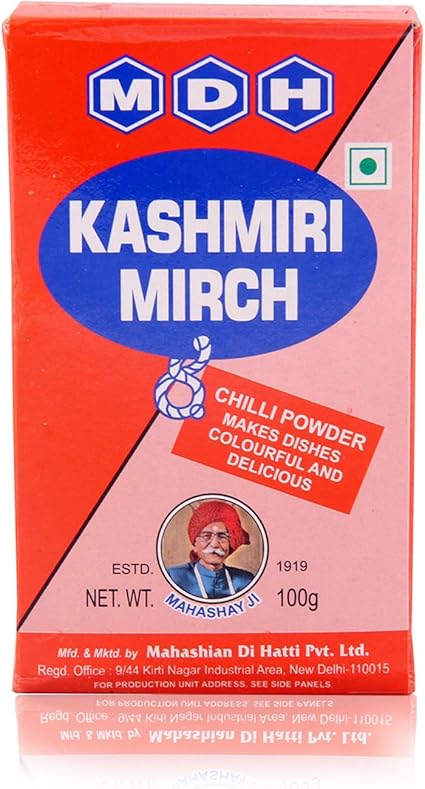 MDH
KASHMIRI
MIRCH
CHILLI POWDER
MAKES DISHES
COLOURFUL AND
DELICIOUS
ESTD. 1919
MAHASHAY JI
NET. WT. 100g
Mfd. & Mktd. by Mahashian Di Hatti Pvt. Ltd.
Regd. Office : 9/44 Kirti Nagar Industrial Area, New Delhi-110015
FOR PRODUCTION UNIT ADDRESS. SEE SIDE PANELS